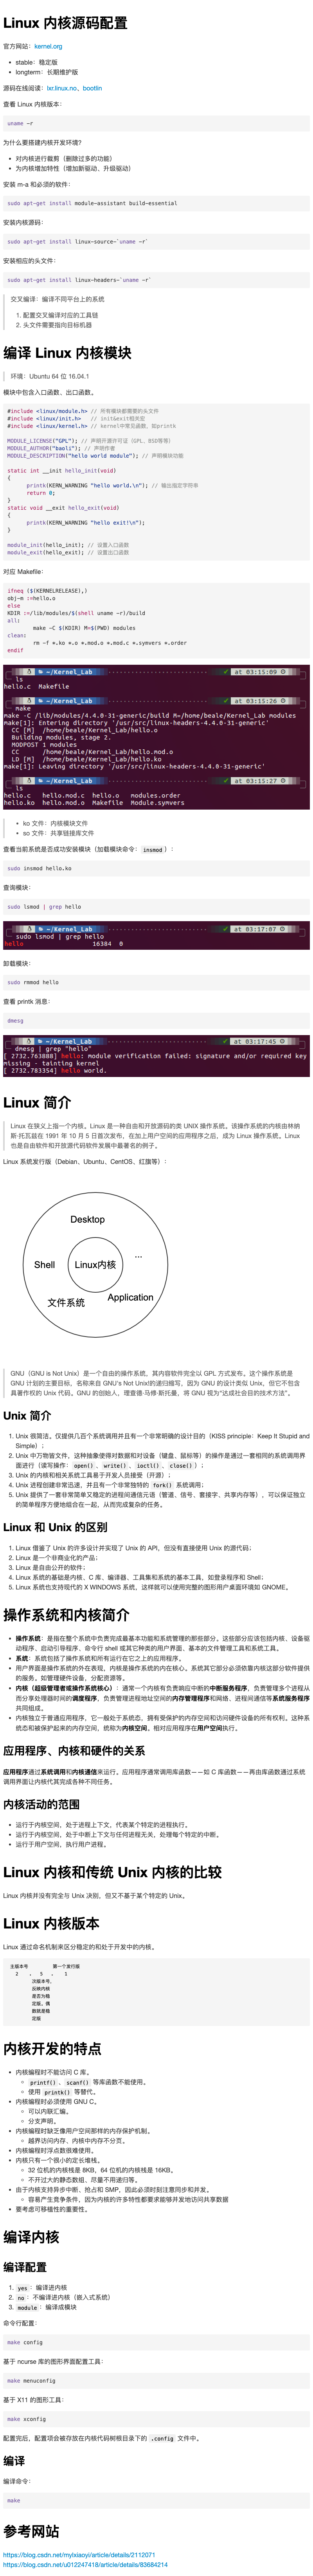 Linux 内核源码配置
官方网站：kernel.org
stable：稳定版
longterm：长期维护版
源码在线阅读：lxr.linux.no、bootlin
查看 Linux 内核版本：
uname -r
为什么要搭建内核开发环境?
对内核进行裁剪（删除过多的功能）
为内核增加特性（增加新驱动，升级驱动）
安装 m-a 和必须的软件：
sudo apt-get install module-assistant build-essential
安装内核源码：
sudo apt-get install linux-source-`uname -r`
安装相应的头文件：
sudo apt-get install linux-headers-`uname -r`
交叉编译：编译不同平台上的系统
1. 配置交叉编译对应的工具链
2. 头文件需要指向目标机器
编译 Linux 内核模块
环境：Ubuntu 64 位 16.04.1
模块中包含入口函数、出口函数。
#include <linux/module.h> // 所有模块都需要的头文件
#include <linux/init.h>   // init&exit相关宏
#include <linux/kernel.h> // kernel中常见函数，如printk
MODULE_LICENSE("GPL"); // 声明开源许可证（GPL、BSD等等）
MODULE_AUTHOR("baoli"); // 声明作者
MODULE_DESCRIPTION("hello world module"); // 声明模块功能
static int __init hello_init(void)
{
printk(KERN_WARNING "hello world.\n"); // 输出指定字符串
return 0;
}
static void __exit hello_exit(void)
{
printk(KERN_WARNING "hello exit!\n");
}
module_init(hello_init); // 设置入口函数
module_exit(hello_exit); // 设置出口函数
对应 Makefile：
ifneq ($(KERNELRELEASE),)
obj-m :=hello.o
else
KDIR :=/lib/modules/$(shell uname -r)/build
all:
make -C $(KDIR) M=$(PWD) modules
clean:
rm -f *.ko *.o *.mod.o *.mod.c *.symvers *.order
endif
~/Kernel_Lab ✔ at 03:15:09
ls
hello.c  Makefile
~/Kernel_Lab ✔ at 03:15:26
make
make -C /lib/modules/4.4.0-31-generic/build M=/home/beale/Kernel_Lab modules
make[1]: Entering directory '/usr/src/linux-headers-4.4.0-31-generic'
CC [M]  /home/beale/Kernel_Lab/hello.o
Building modules, stage 2.
MODPOST 1 modules
CC      /home/beale/Kernel_Lab/hello.mod.o
LD [M]  /home/beale/Kernel_Lab/hello.ko
make[1]: Leaving directory '/usr/src/linux-headers-4.4.0-31-generic'
~/Kernel_Lab ✔ at 03:15:27
ls
hello.c   hello.mod.c  hello.o   modules.order
hello.ko  hello.mod.o  Makefile  Module.symvers
ko 文件：内核模块文件
so 文件：共享链接库文件
查看当前系统是否成功安装模块（加载模块命令：insmod）：
sudo insmod hello.ko
查询模块：
sudo lsmod | grep hello
~/Kernel_Lab ✔ at 03:17:07
sudo lsmod | grep hello
hello                  16384  0
卸载模块：
sudo rmmod hello
查看 printk 消息：
dmesg
~/Kernel_Lab ✔ at 03:17:45
dmesg | grep "hello"
[ 2732.763888] hello: module verification failed: signature and/or required key
missing - tainting kernel
[ 2732.783354] hello world.
Linux 简介
Linux 在狭义上指一个内核。Linux 是一种自由和开放源码的类 UNIX 操作系统。该操作系统的内核由林纳
斯·托瓦兹在 1991 年 10 月 5 日首次发布，在加上用户空间的应用程序之后，成为 Linux 操作系统。Linux
也是自由软件和开放源代码软件发展中最著名的例子。
Linux 系统发行版（Debian、Ubuntu、CentOS、红旗等）：
Desktop
...
Shell
Linux内核
Application
文件系统
GNU（GNU is Not Unix）是一个自由的操作系统，其内容软件完全以 GPL 方式发布。这个操作系统是
GNU 计划的主要目标，名称来自 GNU's Not Unix!的递归缩写，因为 GNU 的设计类似 Unix，但它不包含
具著作权的 Unix 代码。GNU 的创始人，理查德·马修·斯托曼，将 GNU 视为“达成社会目的技术方法”。
Unix 简介
1. Unix 很简洁。仅提供几百个系统调用并且有一个非常明确的设计目的（KISS principle：Keep It Stupid and
Simple）；
2. Unix 中万物皆文件，这种抽象使得对数据和对设备（键盘、鼠标等）的操作是通过一套相同的系统调用界
面进行（读写操作：open()、write()、ioctl()、close()）；
3. Unix 的内核和相关系统工具易于开发人员接受（开源）；
4. Unix 进程创建非常迅速，并且有一个非常独特的 fork() 系统调用；
5. Unix 提供了一套非常简单又稳定的进程间通信元语（管道、信号、套接字、共享内存等），可以保证独立
的简单程序方便地组合在一起，从而完成更复杂的任务。
Linux 和 Unix 的区别
1. Linux 借鉴了 Unix 的许多设计并实现了 Unix 的 API，但没有直接使用 Unix 的源代码；
2. Linux 是一个非商业化的产品；
3. Linux 是自由公开的软件；
4. Linux 系统的基础是内核、C 库、编译器、工具集和系统的基本工具，如登录程序和 Shell；
5. Linux 系统也支持现代的 X WINDOWS 系统，这样就可以使用完整的图形用户桌面环境如 GNOME。
操作系统和内核简介
操作系统：是指在整个系统中负责完成最基本功能和系统管理的那些部分。这些部分应该包括内核、设备驱
动程序、启动引导程序、命令行 shell 或其它种类的用户界面、基本的文件管理工具和系统工具。
系统：系统包括了操作系统和所有运行在它之上的应用程序。
用户界面是操作系统的外在表现，内核是操作系统的内在核心。系统其它部分必须依靠内核这部分软件提供
的服务。如管理硬件设备、分配资源等。
内核（超级管理者或操作系统核心）：通常一个内核有负责响应中断的中断服务程序，负责管理多个进程从
而分享处理器时间的调度程序，负责管理进程地址空间的内存管理程序和网络、进程间通信等系统服务程序
共同组成。
内核独立于普通应用程序，它一般处于系统态，拥有受保护的内存空间和访问硬件设备的所有权利。这种系
统态和被保护起来的内存空间，统称为内核空间。相对应用程序在用户空间执行。
应用程序、内核和硬件的关系
应用程序通过系统调用和内核通信来运行。应用程序通常调用库函数——如 C 库函数——再由库函数通过系统
调用界面让内核代其完成各种不同任务。
内核活动的范围
运行于内核空间，处于进程上下文，代表某个特定的进程执行。
运行于内核空间，处于中断上下文与任何进程无关，处理每个特定的中断。
运行于用户空间，执行用户进程。
Linux 内核和传统 Unix 内核的比较
Linux 内核并没有完全与 Unix 决别，但又不基于某个特定的 Unix。
Linux 内核版本
Linux 通过命名机制来区分稳定的和处于开发中的内核。
主版本号 第一个发行版
2 . 5 . 1
次版本号，
反映内核
是否为稳
定版。偶
数就是稳
定版
内核开发的特点
内核编程时不能访问 C 库。
printf()、scanf() 等库函数不能使用。
使用 printk() 等替代。
内核编程时必须使用 GNU C。
可以内联汇编。
分支声明。
内核编程时缺乏像用户空间那样的内存保护机制。
越界访问内存、内核中内存不分页。
内核编程时浮点数很难使用。
内核只有一个很小的定长堆栈。
32 位机的内核栈是 8KB，64 位机的内核栈是 16KB。
不开过大的静态数组、尽量不用递归等。
由于内核支持异步中断、抢占和 SMP，因此必须时刻注意同步和并发。
容易产生竞争条件，因为内核的许多特性都要求能够并发地访问共享数据
要考虑可移植性的重要性。
编译内核
编译配置
1. yes：编译进内核
2. no：不编译进内核（嵌入式系统）
3. module：编译成模块
命令行配置：
make config
基于 ncurse 库的图形界面配置工具：
make menuconfig
基于 X11 的图形工具：
make xconfig
配置完后，配置项会被存放在内核代码树根目录下的 .config 文件中。
编译
编译命令：
make
参考网站
https://blog.csdn.net/mylxiaoyi/article/details/2112071
https://blog.csdn.net/u012247418/article/details/83684214